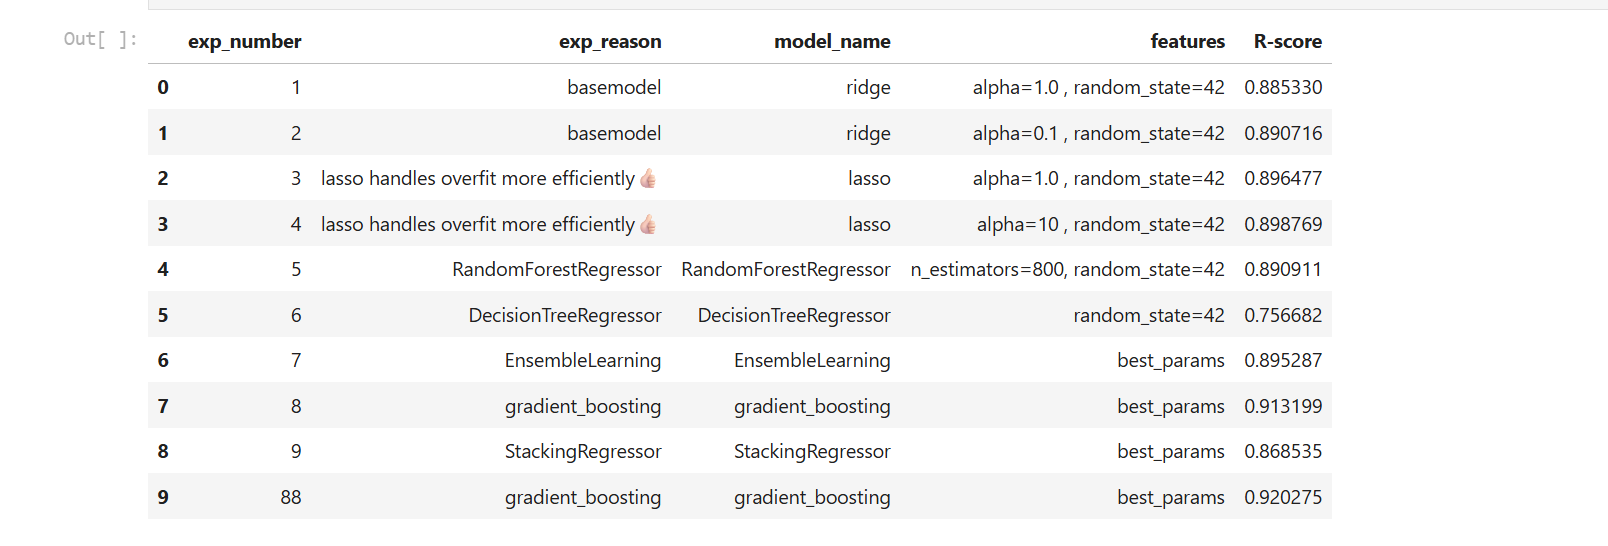 Out[ ]:
exp_number exp_reason model_name features R-score
0 1 basemodel ridge alpha=1.0 , random_state=42 0.885330
1 2 basemodel ridge alpha=0.1 , random_state=42 0.890716
2 3 lasso handles overfit more efficiently👍🏻 lasso alpha=1.0 , random_state=42 0.896477
3 4 lasso handles overfit more efficiently👍🏻 lasso alpha=10 , random_state=42 0.898769
4 5 RandomForestRegressor RandomForestRegressor n_estimators=800, random_state=42 0.890911
5 6 DecisionTreeRegressor DecisionTreeRegressor random_state=42 0.756682
6 7 EnsembleLearning EnsembleLearning best_params 0.895287
7 8 gradient_boosting gradient_boosting best_params 0.913199
8 9 StackingRegressor StackingRegressor best_params 0.868535
9 88 gradient_boosting gradient_boosting best_params 0.920275